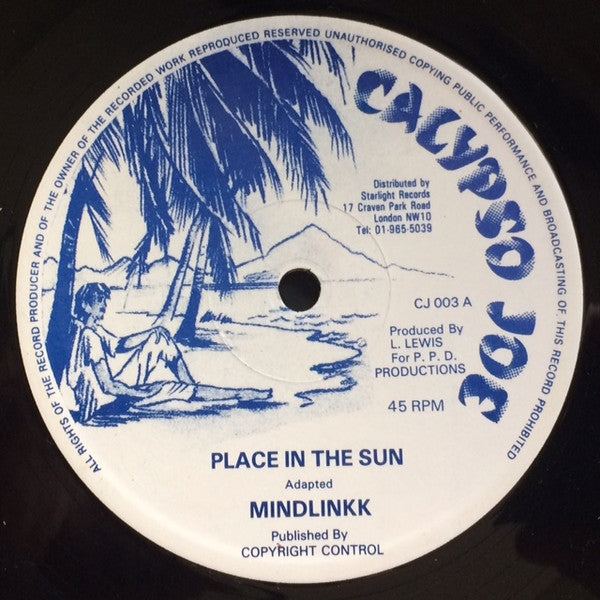 ALL RIGHTS OF THE RECORD PRODUCER AND OF THE OWNER OF THE RECORDED WORK REPRODUCED RESERVED UNAUTHORISED COPYING PUBLIC PERFORMANCE AND BROADCASTING OF, THIS RECORD PROHIBITED
CALYPSO JOE
Distributed by
Starlight Records
17 Craven Park Road
London NW10
Tel: 01-965-5039
CJ 003 A
Produced By
L. LEWIS
For P. P. D.
PRODUCTIONS
45 RPM
PLACE IN THE SUN
Adapted
MINDLINKK
Published By
COPYRIGHT CONTROL